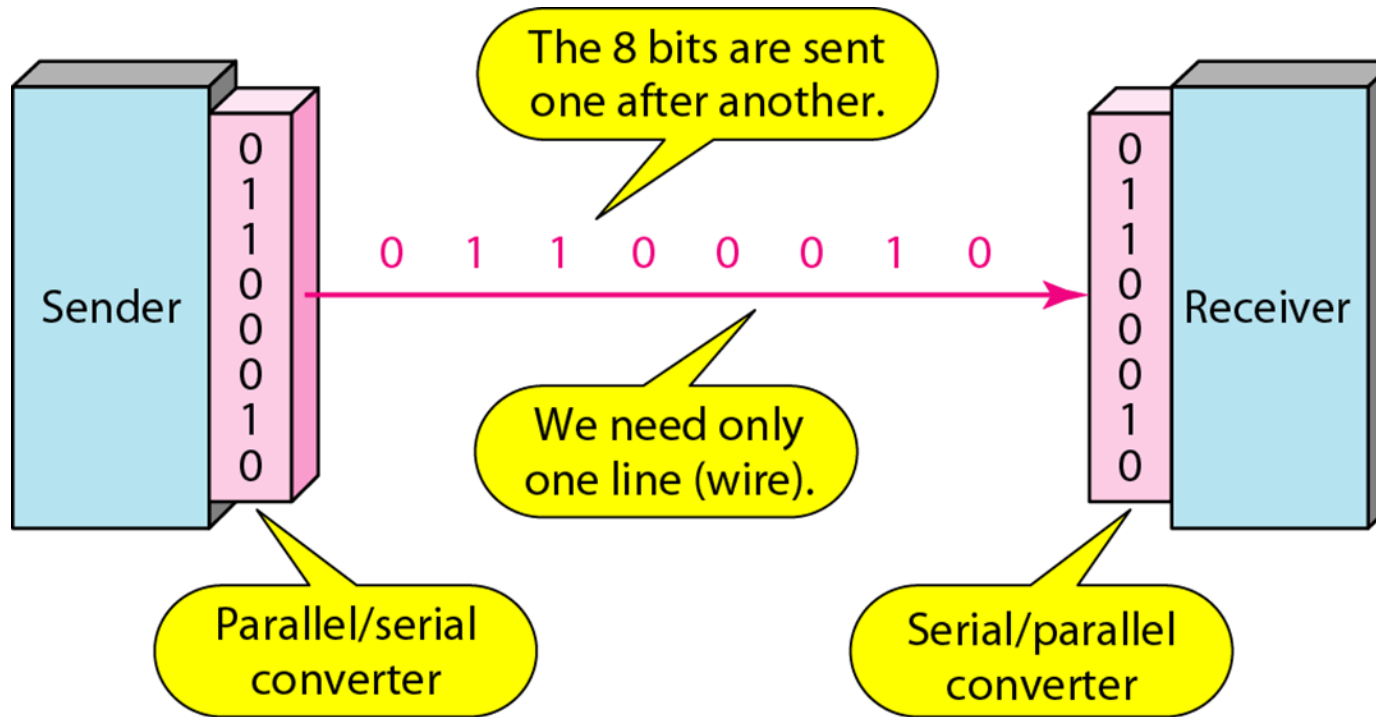 The 8 bits are sent
one after another.
0
1
1
0
0
0
1
0
0 1 1 0 0 0 1 0
0
1
1
0
0
0
1
0
Sender
Receiver
We need only
one line (wire).
Parallel/serial
converter
Serial/parallel
converter